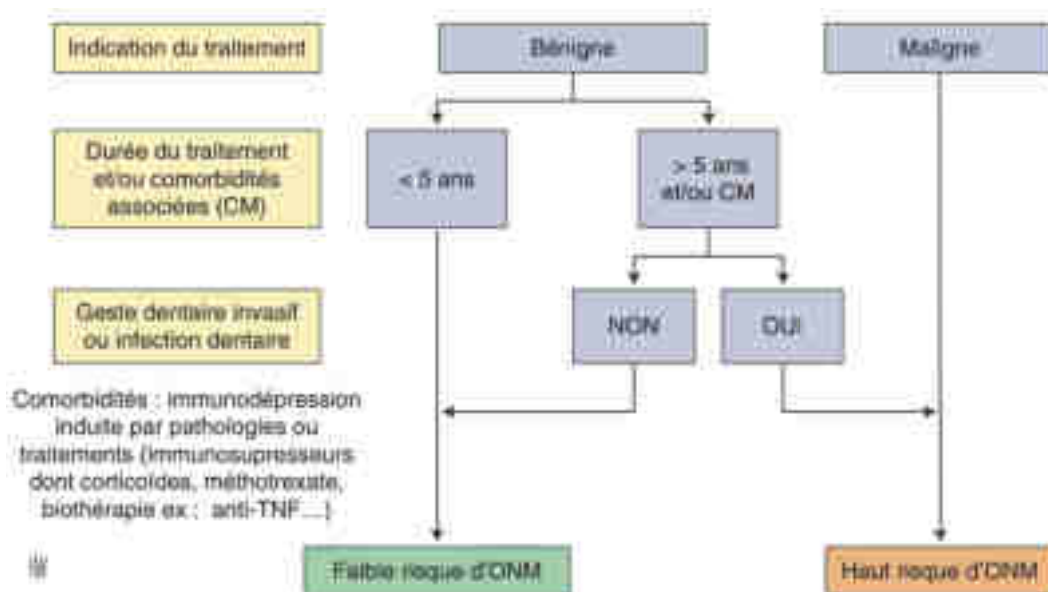 Indication du traitement
Bénigne
Maligne
Durée du traitement
et/ou comorbidités
associées (CM)
< 5 ans
> 5 ans
et/ou CM
Geste dentaire invasif
ou infection dentaire
NON
OUI
Comorbidités : immunodépression
induite par pathologies ou
traitements (immunosupresseurs
dont corticoïdes, méthotrexate,
biothérapie ex : anti-TNF...)
Faible risque d'ONM
Haut risque d'ONM